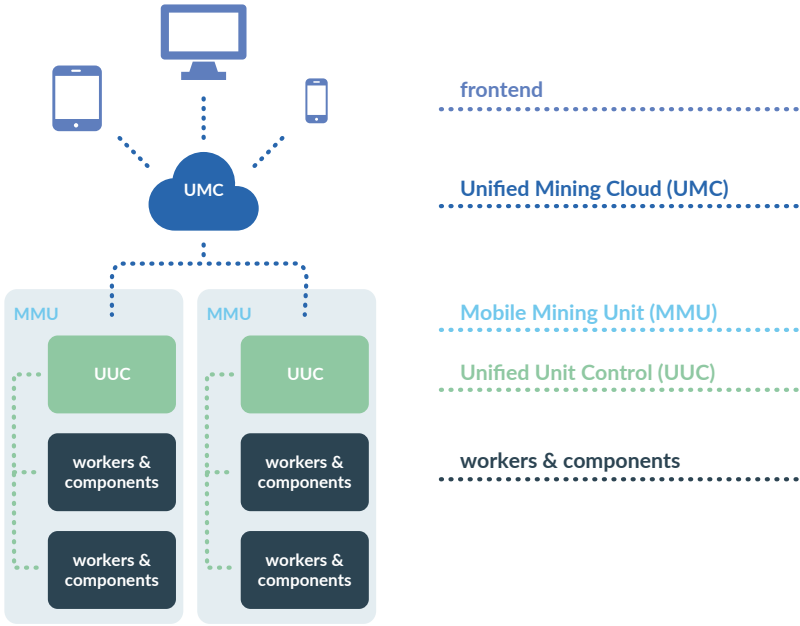 frontend
UMC
Unified Mining Cloud (UMC)
MMU
MMU
Mobile Mining Unit (MMU)
UUC
UUC
Unified Unit Control (UUC)
workers &
components
workers &
components
workers & components
workers &
components
workers &
components